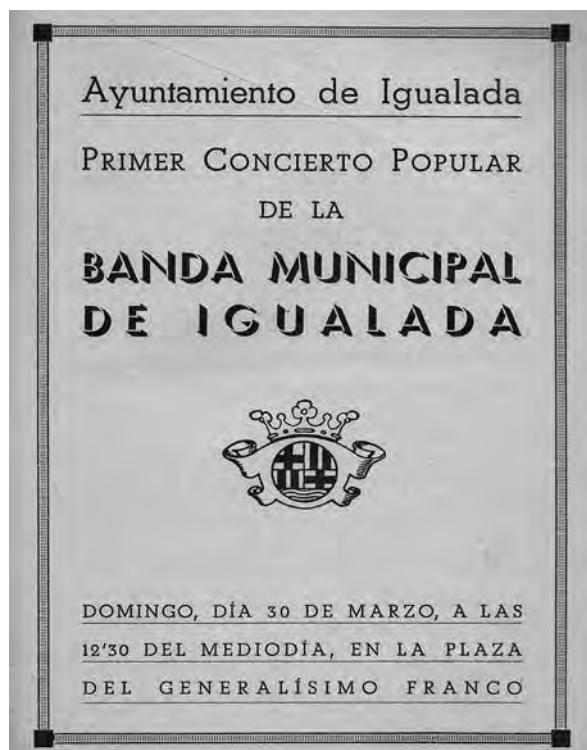 Ayuntamiento de Igualada
PRIMER CONCIERTO POPULAR
DE LA
BANDA MUNICIPAL
DE IGUALADA
DOMINGO, DÍA 30 DE MARZO, A LAS
12'30 DEL MEDIODÍA, EN LA PLAZA
DEL GENERALÍSIMO FRANCO